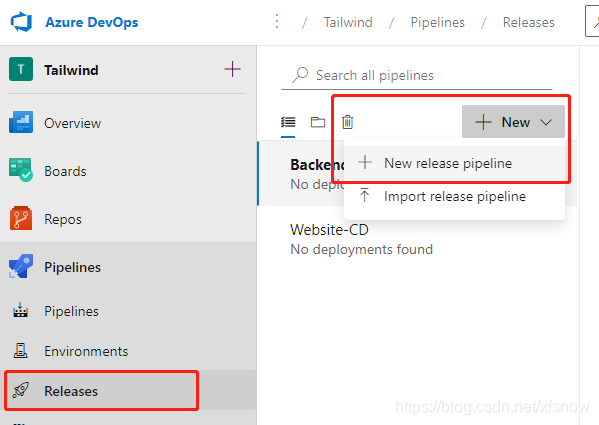 Azure DevOps
/ Tailwind / Pipelines / Releases /
T Tailwind
Search all pipelines
Overview
New
Boards
Backend
New release pipeline
No deplo
Import release pipeline
Repos
Website-CD
No deployments found
Pipelines
Pipelines
Environments
Releases
https://blog.csdn.net/xfsnow